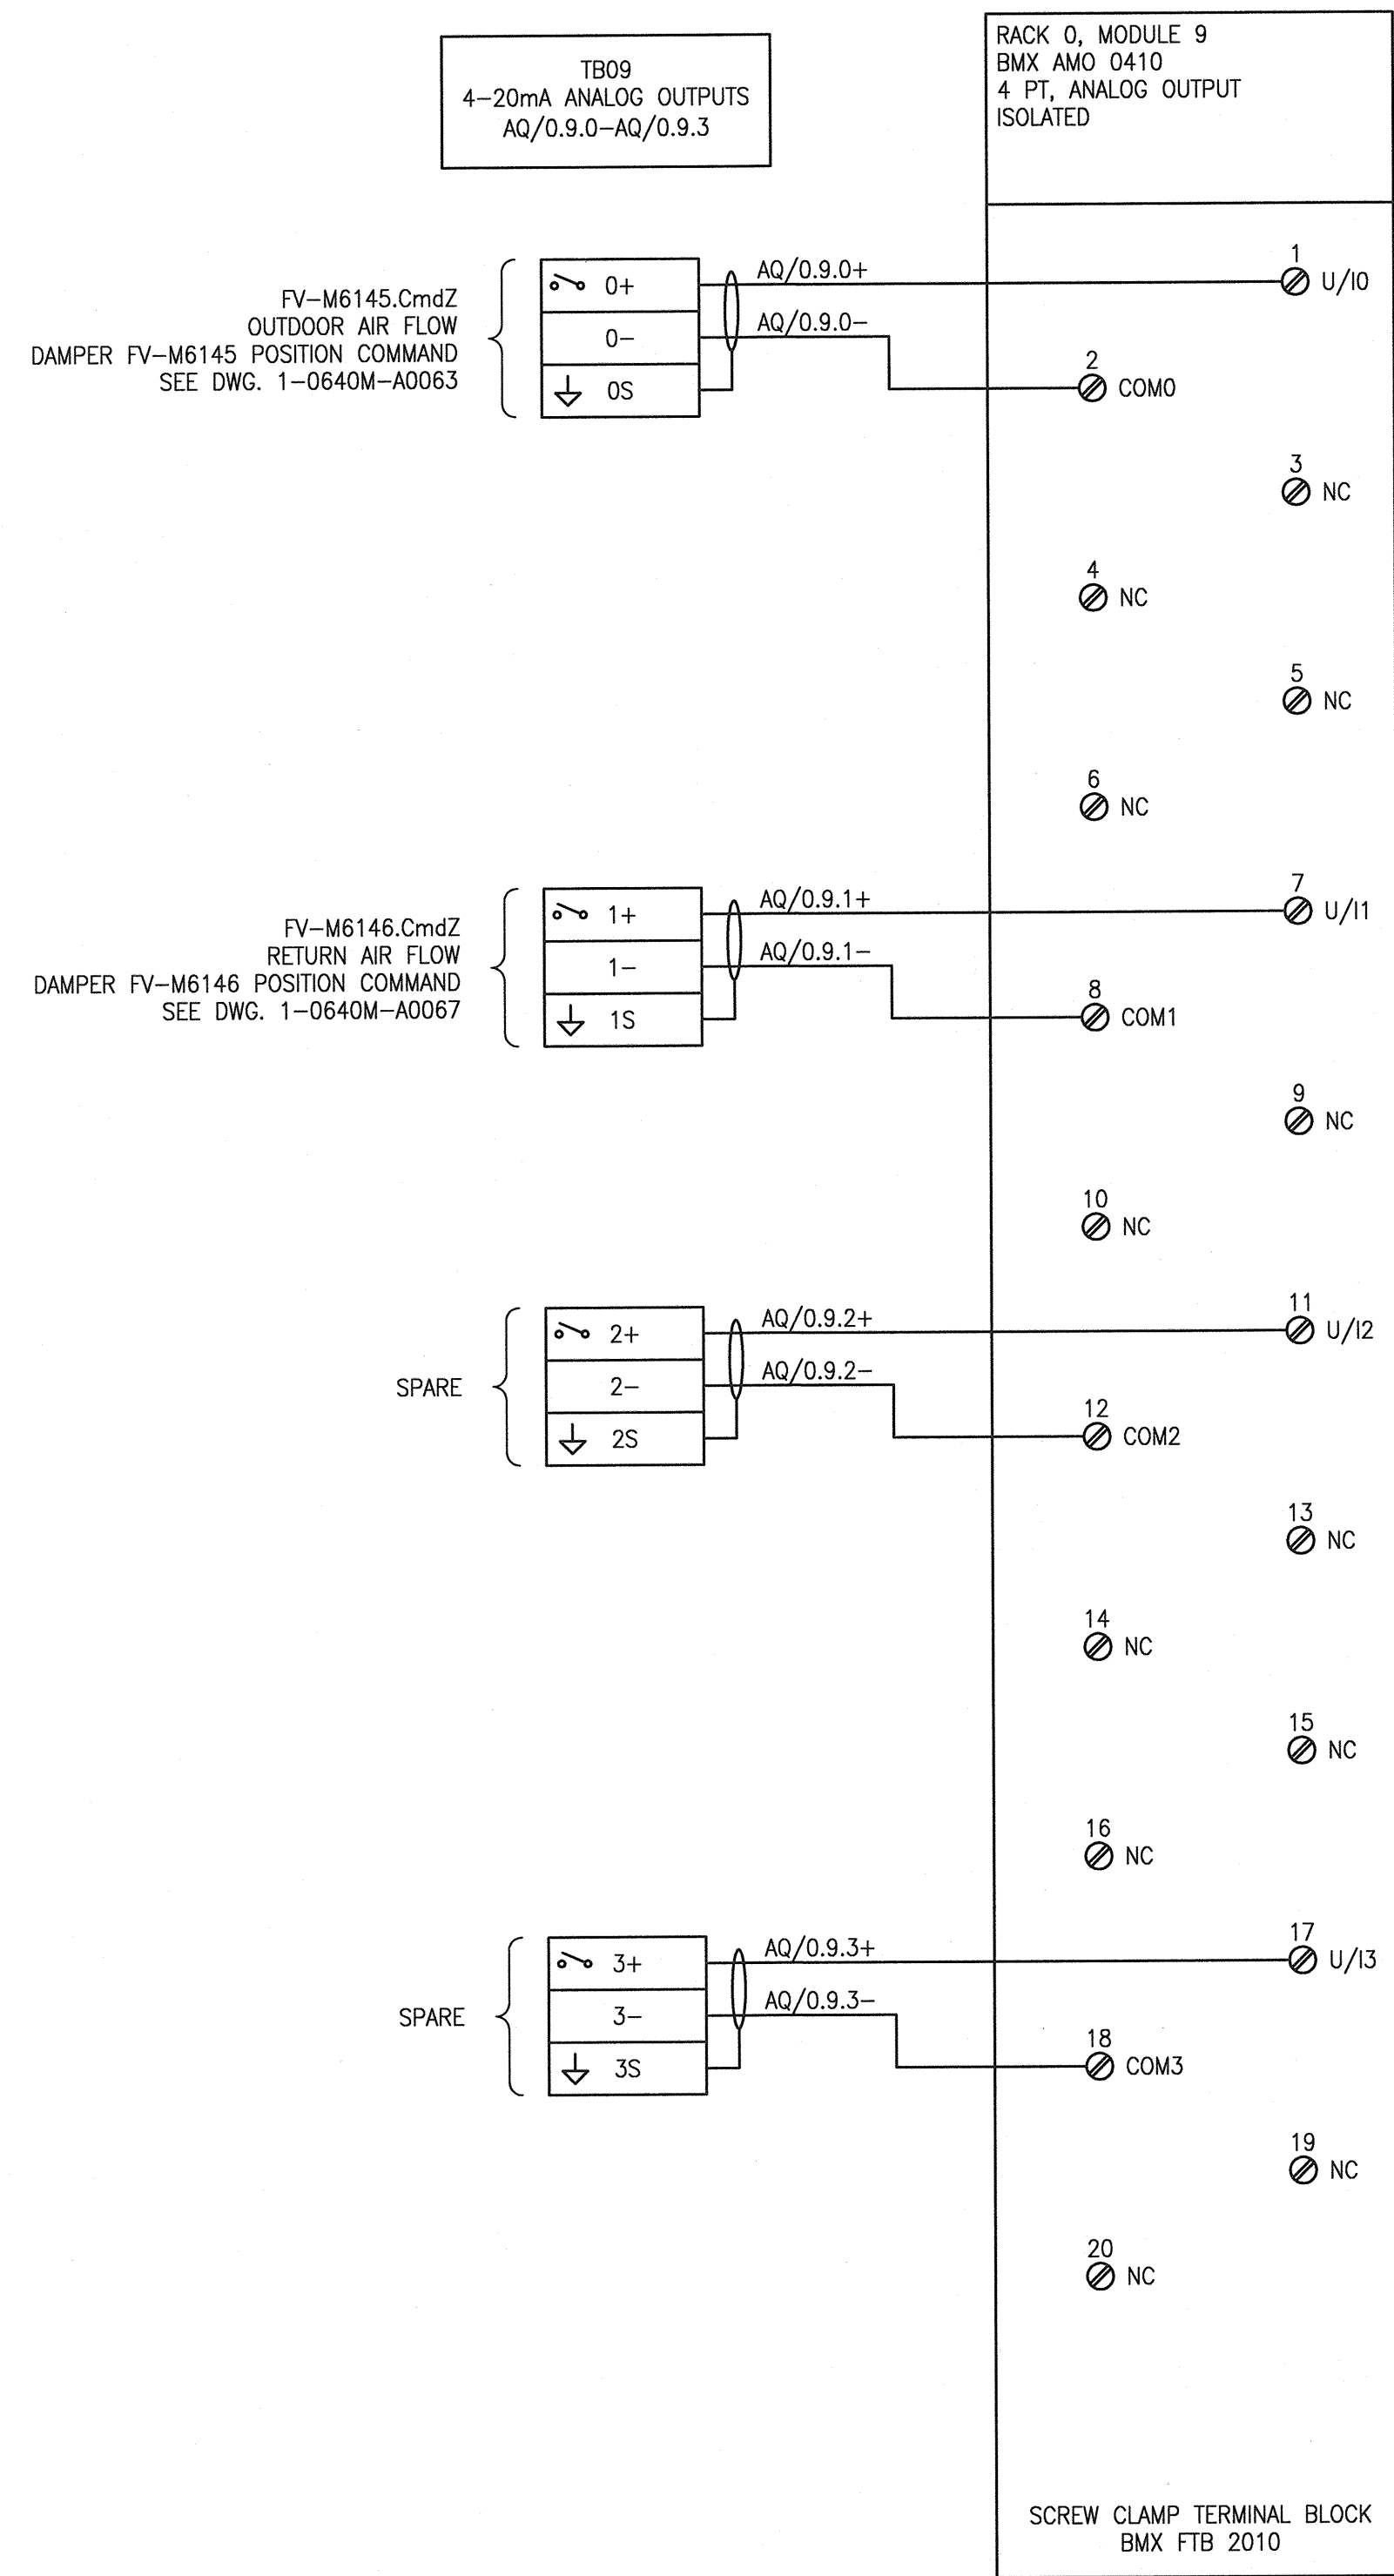 TB09
4-20mA ANALOG OUTPUTS
AQ/0.9.0-AQ/0.9.3
RACK 0, MODULE 9
BMX AMO 0410
4 PT, ANALOG OUTPUT
ISOLATED
FV-M6145.CmdZ
OUTDOOR AIR FLOW
DAMPER FV-M6145 POSITION COMMAND
SEE DWG. 1-0640M-A0063
0+
0-
0S
AQ/0.9.0+
AQ/0.9.0-
1
U/I0
2
COM0
3
NC
4
NC
5
NC
6
NC
FV-M6146.CmdZ
RETURN AIR FLOW
DAMPER FV-M6146 POSITION COMMAND
SEE DWG. 1-0640M-A0067
1+
1-
1S
AQ/0.9.1+
AQ/0.9.1-
7
U/I1
8
COM1
9
NC
10
NC
SPARE
2+
2-
2S
AQ/0.9.2+
AQ/0.9.2-
11
U/I2
12
COM2
13
NC
14
NC
15
NC
16
NC
SPARE
3+
3-
3S
AQ/0.9.3+
AQ/0.9.3-
17
U/I3
18
COM3
19
NC
20
NC
SCREW CLAMP TERMINAL BLOCK
BMX FTB 2010